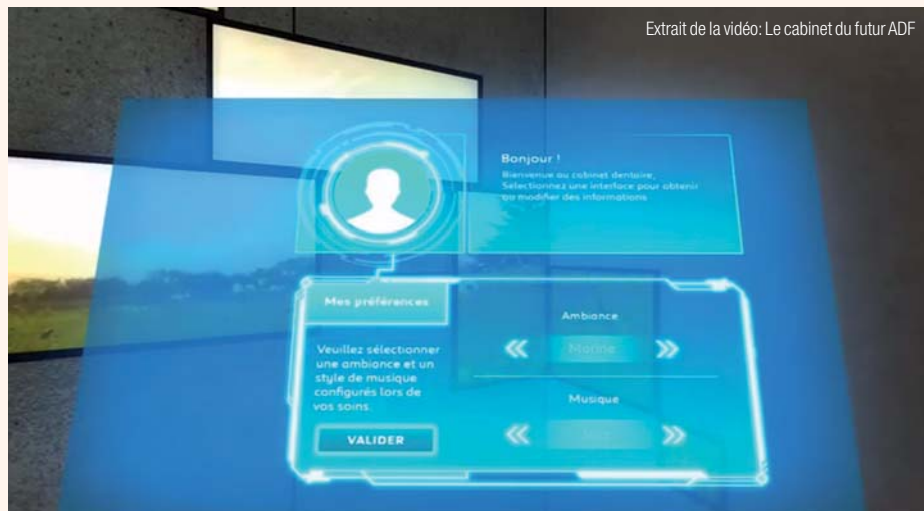 Extrait de la vidéo: Le cabinet du futur ADF
Bonjour !
Bienvenue au cabinet dentaire,
Sélectionnez une interface pour obtenir
ou modifier des informations
Mes préférences
Veuillez sélectionner
une ambiance et un
style de musique
configurés lors de
vos soins.
VALIDER
Ambiance
Marine
Musique